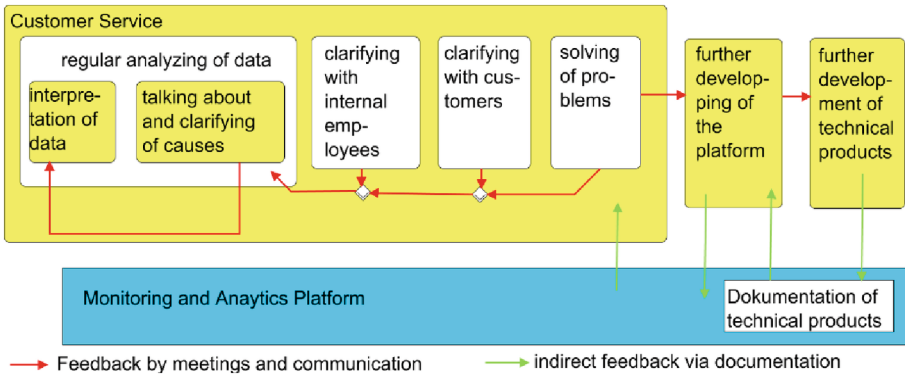 Customer Service
regular analyzing of data
interpre-
tation of
data
talking about
and clarifying
of causes
clarifying
with
internal
emp-
loyees
clarifying
with cus-
tomers
solving
of pro-
blems
further
develop-
ping of
the
platform
further
develop-
ment of
technical
products
Monitoring and Anaytics Platform
Dokumentation of
technical products
Feedback by meetings and communication
indirect feedback via documentation